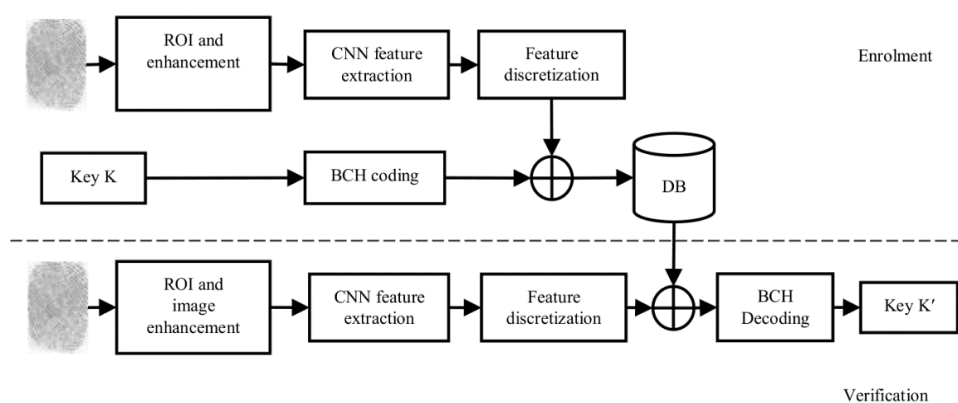 ROI and
enhancement
CNN feature
extraction
Feature
discretization
Enrolment
Key K
BCH coding
DB
ROI and
image
enhancement
CNN feature
extraction
Feature
discretization
BCH
Decoding
Key K′
Verification